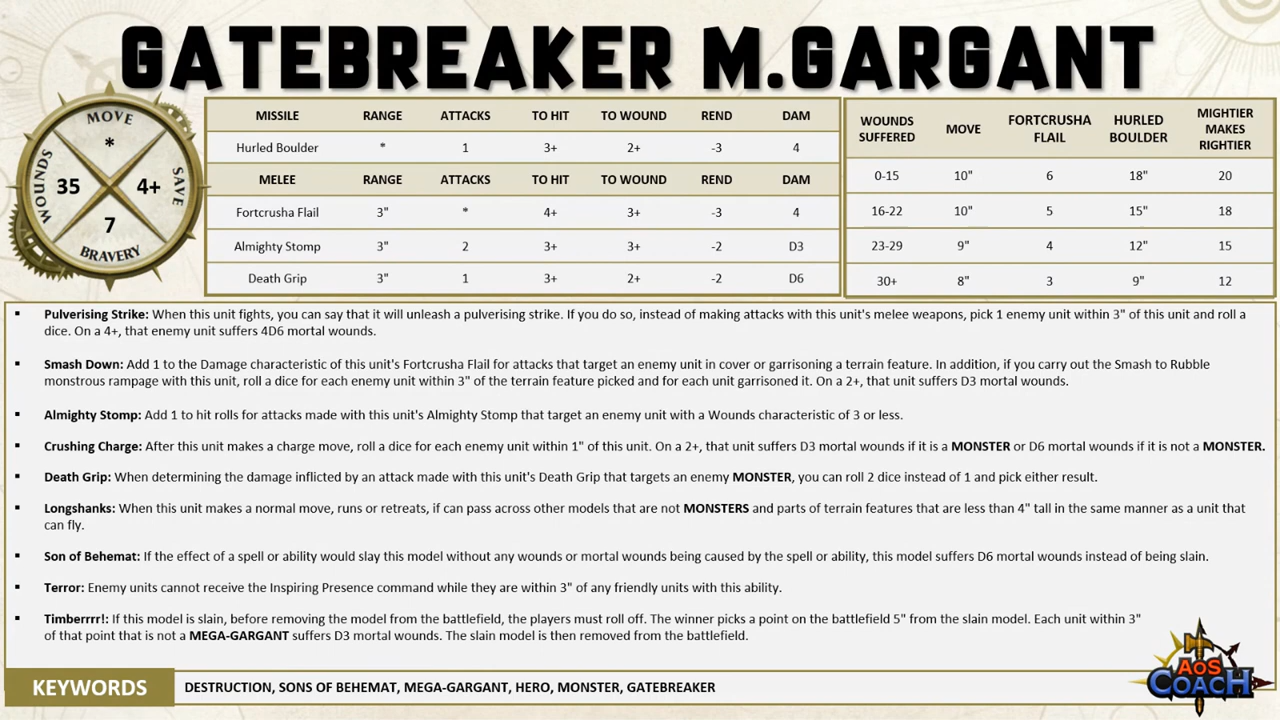 GATEBREAKER M.GARGANT
MOVE
*
WOUNDS
35
4+
SAVE
7
BRAVERY
MISSILE RANGE ATTACKS TO HIT TO WOUND REND DAM
Hurled Boulder * 1 3+ 2+ -3 4
MELEE RANGE ATTACKS TO HIT TO WOUND REND DAM
Fortcrusha Flail 3" * 4+ 3+ -3 4
Almighty Stomp 3" 2 3+ 3+ -2 D3
Death Grip 3" 1 3+ 2+ -2 D6
WOUNDS SUFFERED MOVE FORTCRUSHA FLAIL HURLED BOULDER MIGHTIER MAKES RIGHTIER
0-15 10" 6 18" 20
16-22 10" 5 15" 18
23-29 9" 4 12" 15
30+ 8" 3 9" 12
▪ Pulverising Strike: When this unit fights, you can say that it will unleash a pulverising strike. If you do so, instead of making attacks with this unit's melee weapons, pick 1 enemy unit within 3" of this unit and roll a
dice. On a 4+, that enemy unit suffers 4D6 mortal wounds.
▪ Smash Down: Add 1 to the Damage characteristic of this unit's Fortcrusha Flail for attacks that target an enemy unit in cover or garrisoning a terrain feature. In addition, if you carry out the Smash to Rubble
monstrous rampage with this unit, roll a dice for each enemy unit within 3" of the terrain feature picked and for each unit garrisoned it. On a 2+, that unit suffers D3 mortal wounds.
▪ Almighty Stomp: Add 1 to hit rolls for attacks made with this unit's Almighty Stomp that target an enemy unit with a Wounds characteristic of 3 or less.
▪ Crushing Charge: After this unit makes a charge move, roll a dice for each enemy unit within 1" of this unit. On a 2+, that unit suffers D3 mortal wounds if it is a MONSTER or D6 mortal wounds if it is not a MONSTER.
▪ Death Grip: When determining the damage inflicted by an attack made with this unit's Death Grip that targets an enemy MONSTER, you can roll 2 dice instead of 1 and pick either result.
▪ Longshanks: When this unit makes a normal move, runs or retreats, if can pass across other models that are not MONSTERS and parts of terrain features that are less than 4" tall in the same manner as a unit that
can fly.
▪ Son of Behemat: If the effect of a spell or ability would slay this model without any wounds or mortal wounds being caused by the spell or ability, this model suffers D6 mortal wounds instead of being slain.
▪ Terror: Enemy units cannot receive the Inspiring Presence command while they are within 3" of any friendly units with this ability.
▪ Timberrrr!: If this model is slain, before removing the model from the battlefield, the players must roll off. The winner picks a point on the battlefield 5" from the slain model. Each unit within 3"
of that point that is not a MEGA-GARGANT suffers D3 mortal wounds. The slain model is then removed from the battlefield.
KEYWORDS DESTRUCTION, SONS OF BEHEMAT, MEGA-GARGANT, HERO, MONSTER, GATEBREAKER
AoS
COACH